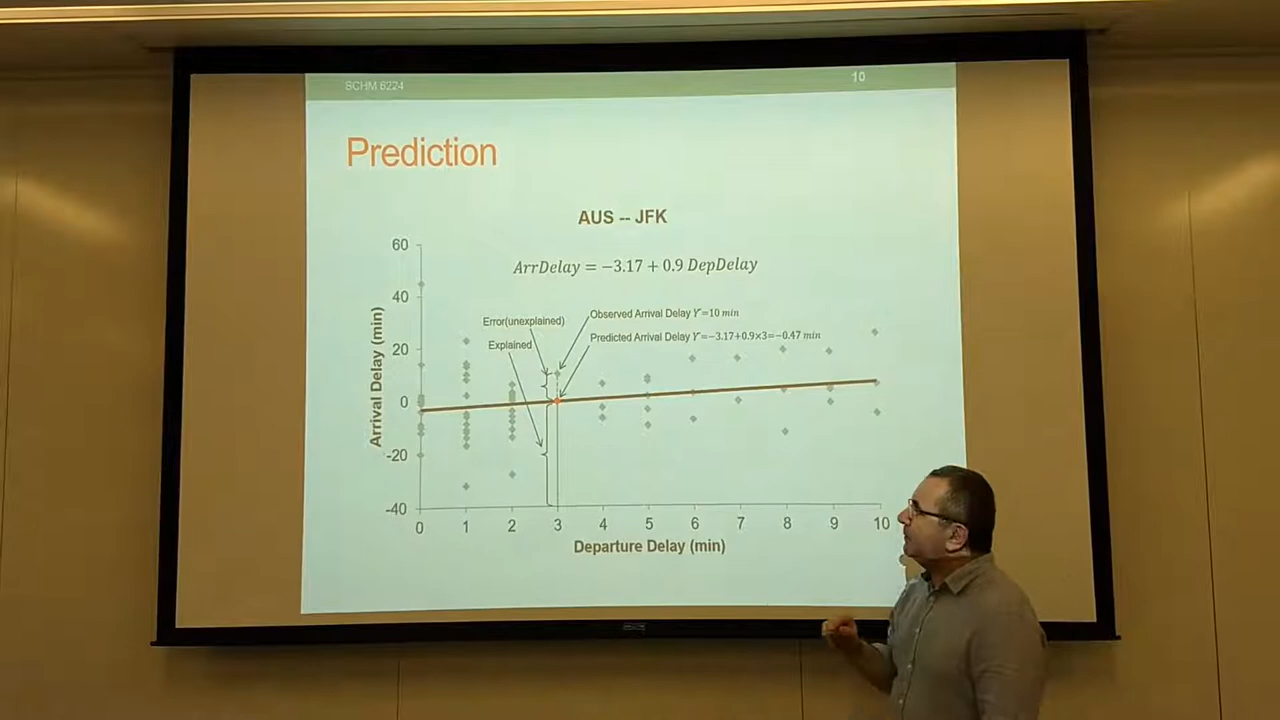 SCHM 6224
10
Prediction
AUS -- JFK
ArrDelay = −3.17 + 0.9 DepDelay
Observed Arrival Delay Y=10 min
Error(unexplained)
Predicted Arrival Delay Y=−3.17+0.9×3=−0.47 min
Explained
Arrival Delay (min)
60
40
20
0
-20
-40
0 1 2 3 4 5 6 7 8 9 10
Departure Delay (min)